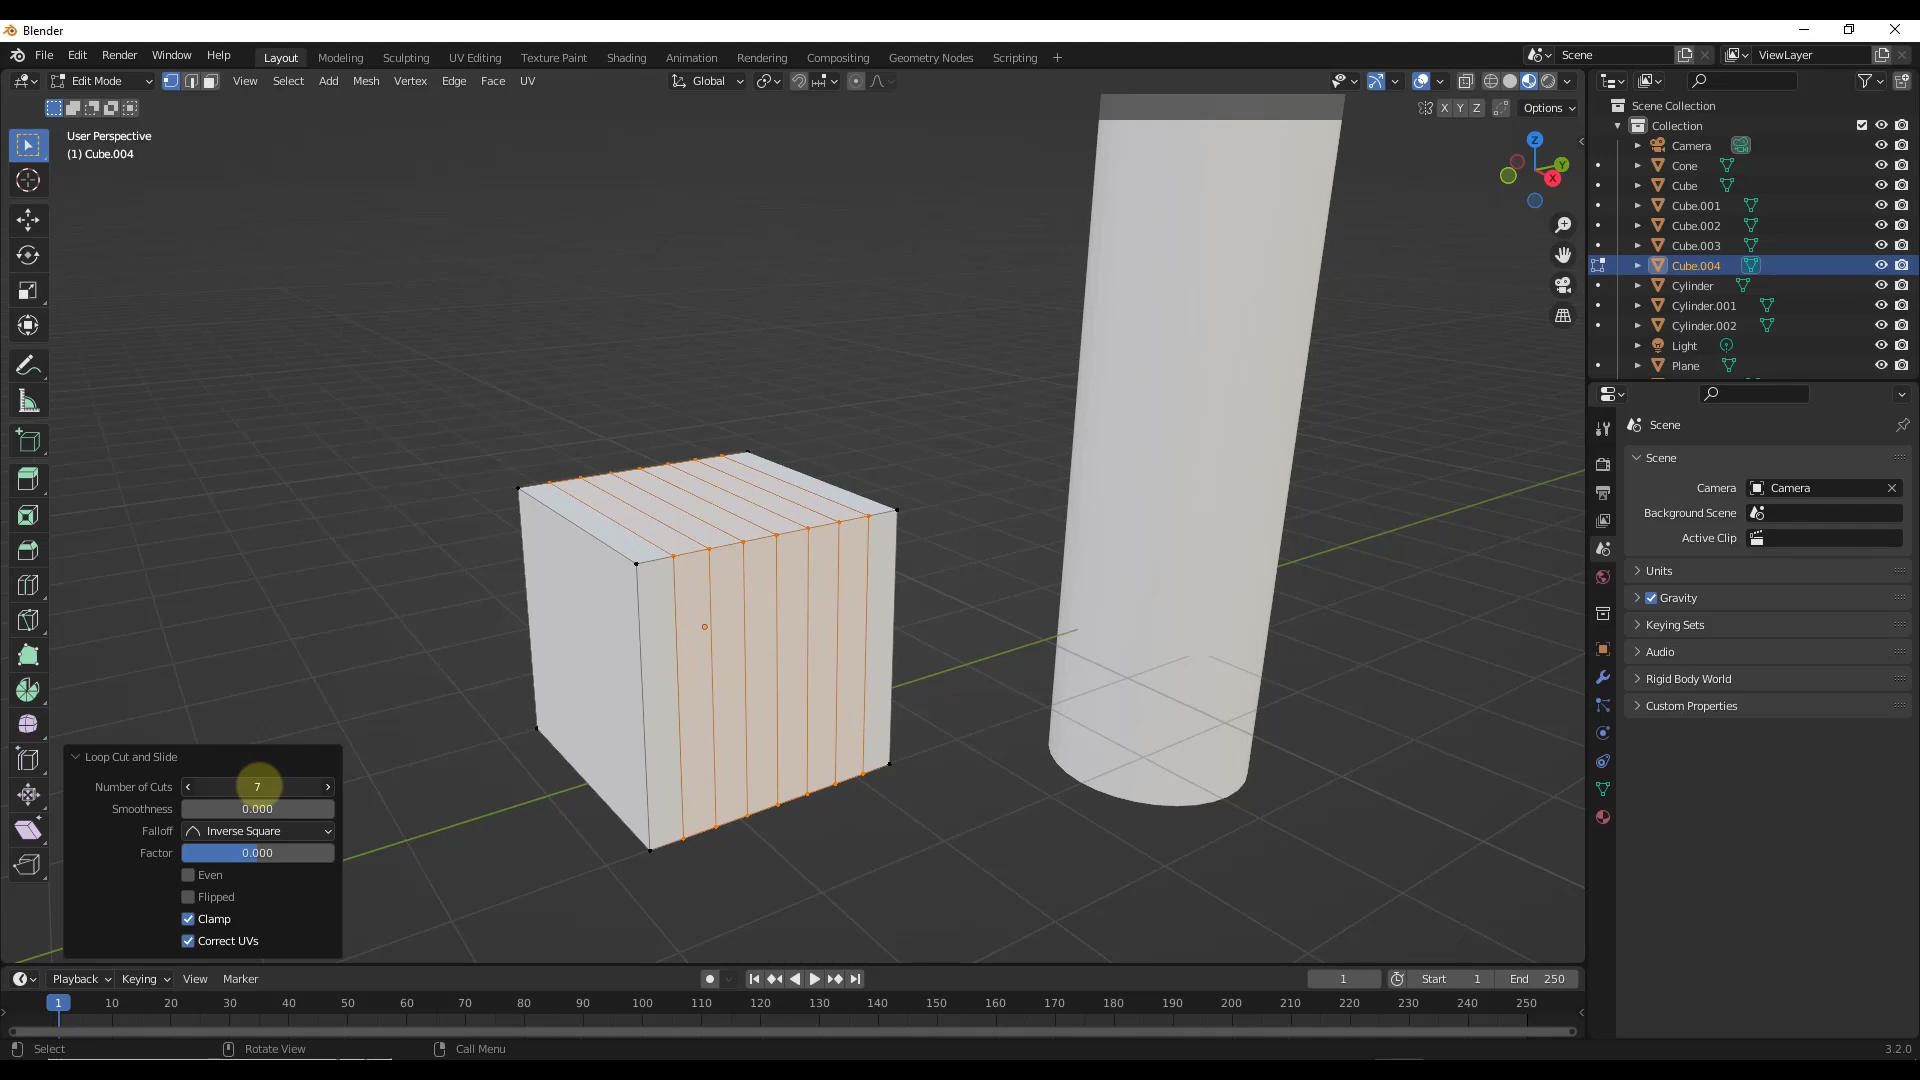 Blender
File Edit Render Window Help Layout Modeling Sculpting UV Editing Texture Paint Shading Animation Rendering Compositing Geometry Nodes Scripting + Scene ViewLayer
Edit Mode View Select Add Mesh Vertex Edge Face UV Global
X Y Z Options
User Perspective
(1) Cube.004
Z
Y
X
Scene Collection
Collection
Camera
Cone
Cube
Cube.001
Cube.002
Cube.003
Cube.004
Cylinder
Cylinder.001
Cylinder.002
Light
Plane
Scene
Scene
Camera Camera
Background Scene
Active Clip
Units
Gravity
Keying Sets
Audio
Rigid Body World
Custom Properties
Loop Cut and Slide
Number of Cuts 7
Smoothness 0.000
Falloff Inverse Square
Factor 0.000
Even
Flipped
Clamp
Correct UVs
Playback Keying View Marker 1 Start 1 End 250
1 10 20 30 40 50 60 70 80 90 100 110 120 130 140 150 160 170 180 190 200 210 220 230 240 250
Select Rotate View Call Menu 3.2.0